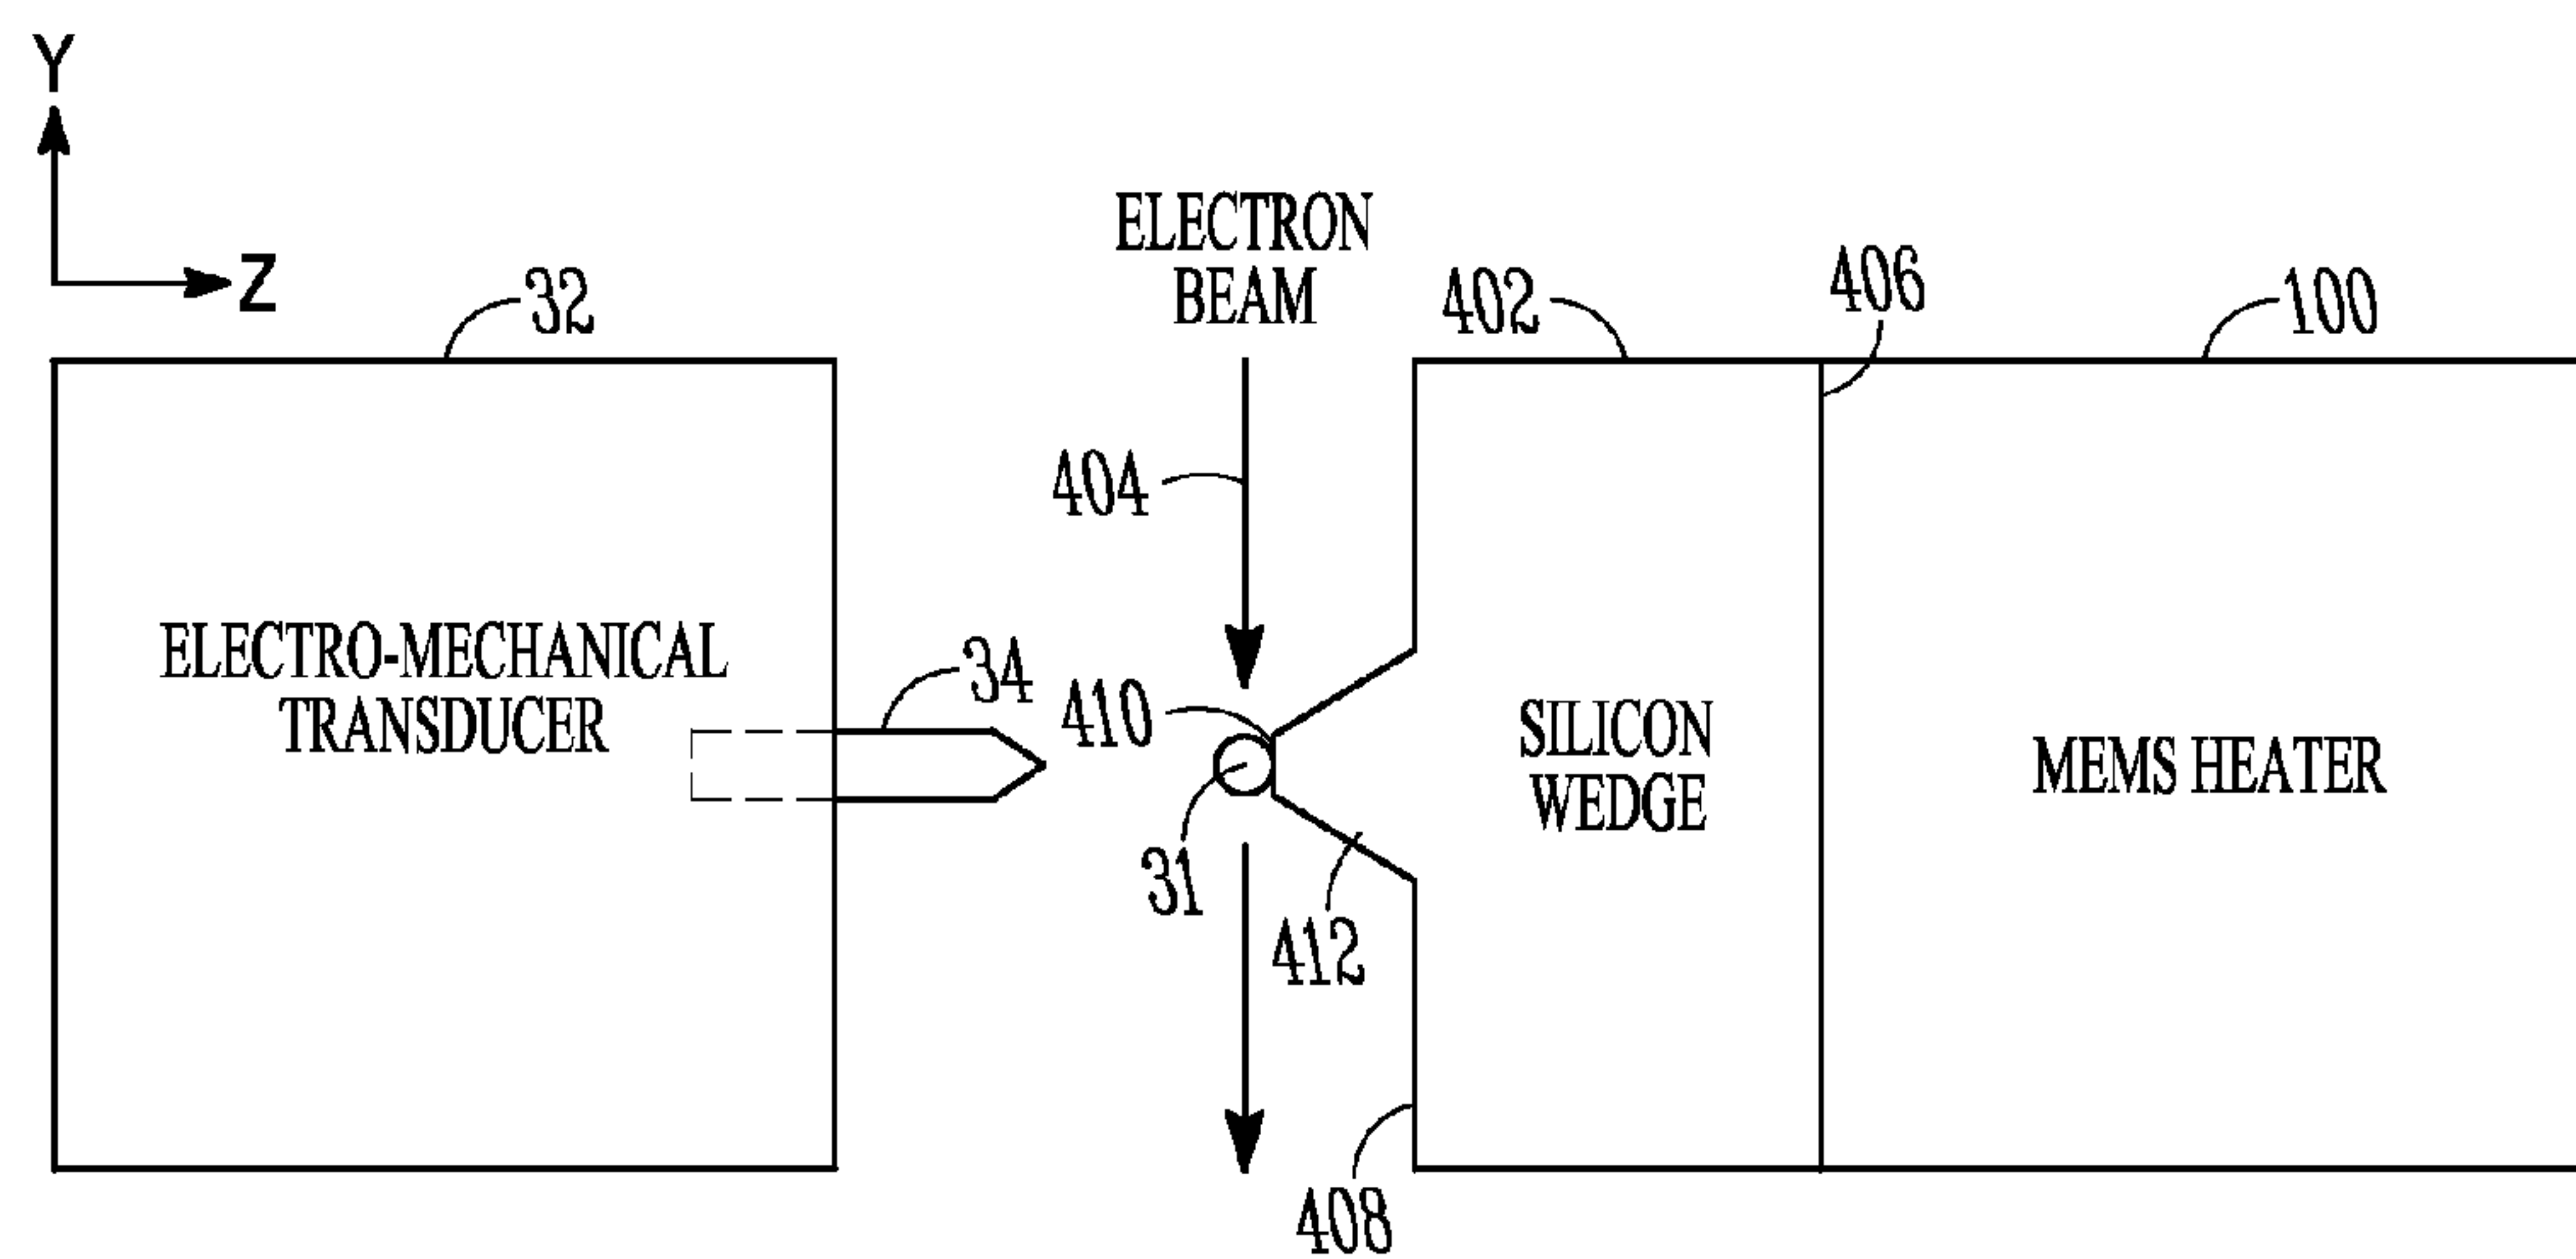 Y
Z
32
ELECTRON
BEAM
402
406
100
404
ELECTRO-MECHANICAL
TRANSDUCER
34
410
SILICON
WEDGE
MEMS HEATER
31
412
408